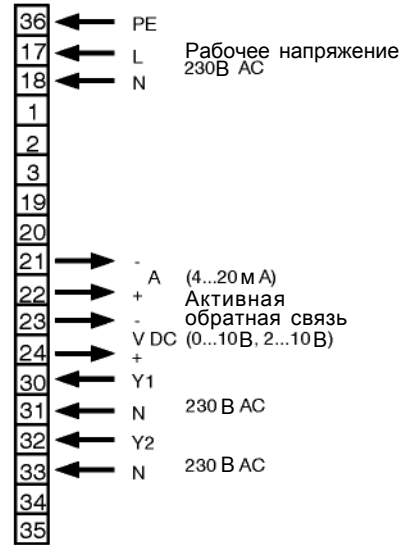 36 PE
17 L Рабочее напряжение
18 N 230В AC
1
2
3
19
20
21 -
A (4...20 мА)
22 + Активная
23 - обратная связь
V DC (0...10В, 2...10В)
24 +
30 Y1
31 N 230 В AC
32 Y2
33 N 230 В AC
34
35